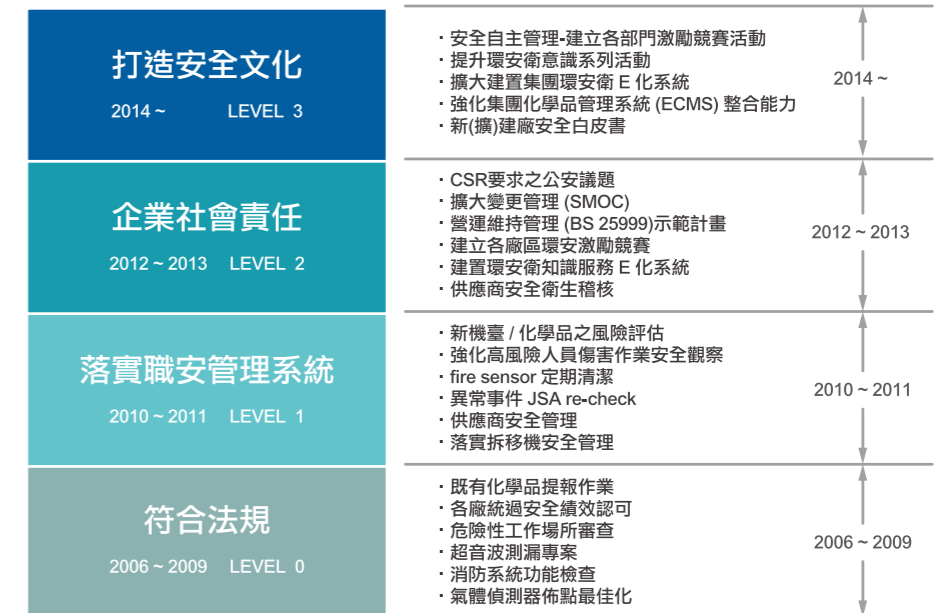 打造安全文化
2014 ~ LEVEL 3
‧安全自主管理-建立各部門激勵競賽活動
‧提升環安衛意識系列活動
‧擴大建置集團環安衛 E 化系統
‧強化集團化學品管理系統 (ECMS) 整合能力
‧新(擴)建廠安全白皮書
2014 ~
企業社會責任
2012 ~ 2013 LEVEL 2
‧CSR要求之公安議題
‧擴大變更管理 (SMOC)
‧營運維持管理 (BS 25999)示範計畫
‧建立各廠區環安激勵競賽
‧建置環安衛知識服務 E 化系統
‧供應商安全衛生稽核
2012 ~ 2013
落實職安管理系統
2010 ~ 2011 LEVEL 1
‧新機臺 / 化學品之風險評估
‧強化高風險人員傷害作業安全觀察
‧fire sensor 定期清潔
‧異常事件 JSA re-check
‧供應商安全管理
‧落實拆移機安全管理
2010 ~ 2011
符合法規
2006 ~ 2009 LEVEL 0
‧既有化學品提報作業
‧各廠統過安全績效認可
‧危險性工作場所審查
‧超音波測漏專案
‧消防系統功能檢查
‧氣體偵測器佈點最佳化
2006 ~ 2009